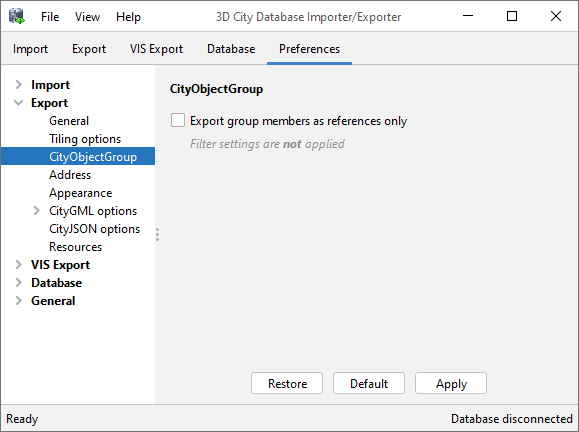 3D City Database Importer/Exporter
File View Help
Import Export VIS Export Database Preferences
Import
Export
General
Tiling options
CityObjectGroup
Address
Appearance
CityGML options
CityJSON options
Resources
VIS Export
Database
General
CityObjectGroup
Export group members as references only
Filter settings are not applied
Restore Default Apply
Ready Database disconnected